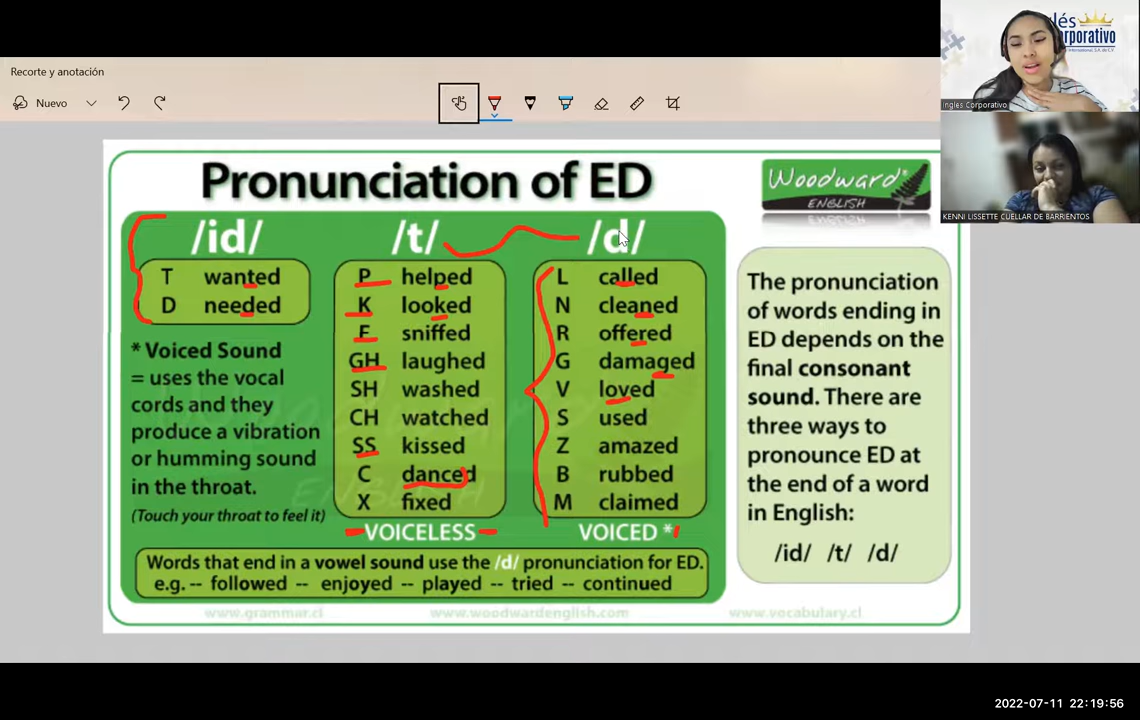 lés
orporativo
International, S.A. de C.V.
Inglés Corporativo
KENNI LISSETTE CUELLAR DE BARRIENTOS
Recorte y anotación
Nuevo
Pronunciation of ED
Woodward®
ENGLISH
/id/ /t/ /d/
T wanted
D needed
* Voiced Sound
= uses the vocal
cords and they
produce a vibration
or humming sound
in the throat.
(Touch your throat to feel it)
P helped
K looked
F sniffed
GH laughed
SH washed
CH watched
SS kissed
C danced
X fixed
VOICELESS
L called
N cleaned
R offered
G damaged
V loved
S used
Z amazed
B rubbed
M claimed
VOICED *
Words that end in a vowel sound use the /d/ pronunciation for ED.
e.g. -- followed -- enjoyed -- played -- tried -- continued
The pronunciation
of words ending in
ED depends on the
final consonant
sound. There are
three ways to
pronounce ED at
the end of a word
in English:
/id/ /t/ /d/
www.grammar.cl www.woodwardenglish.com www.vocabulary.cl
2022-07-11 22:19:56